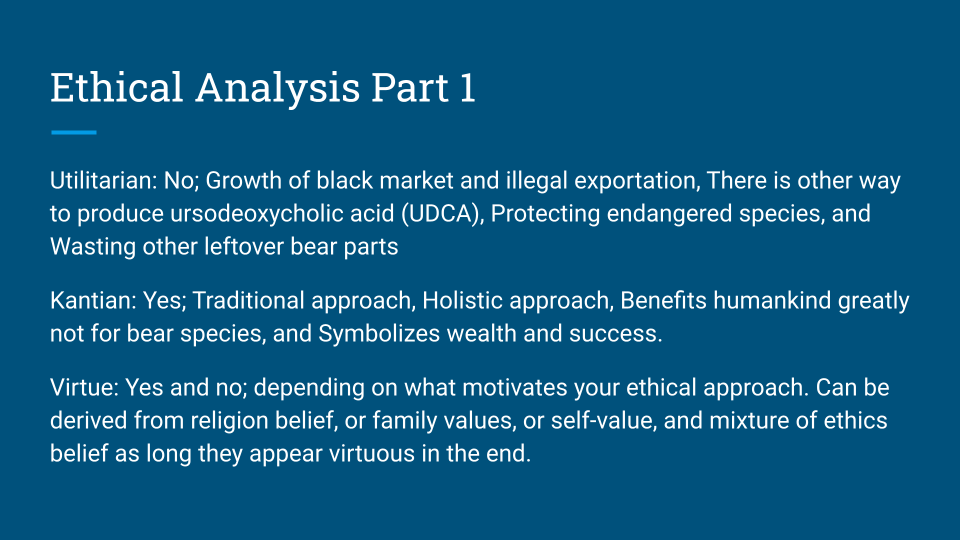 Ethical Analysis Part 1
Utilitarian: No; Growth of black market and illegal exportation, There is other way
to produce ursodeoxycholic acid (UDCA), Protecting endangered species, and
Wasting other leftover bear parts
Kantian: Yes; Traditional approach, Holistic approach, Benefits humankind greatly
not for bear species, and Symbolizes wealth and success.
Virtue: Yes and no; depending on what motivates your ethical approach. Can be
derived from religion belief, or family values, or self-value, and mixture of ethics
belief as long they appear virtuous in the end.